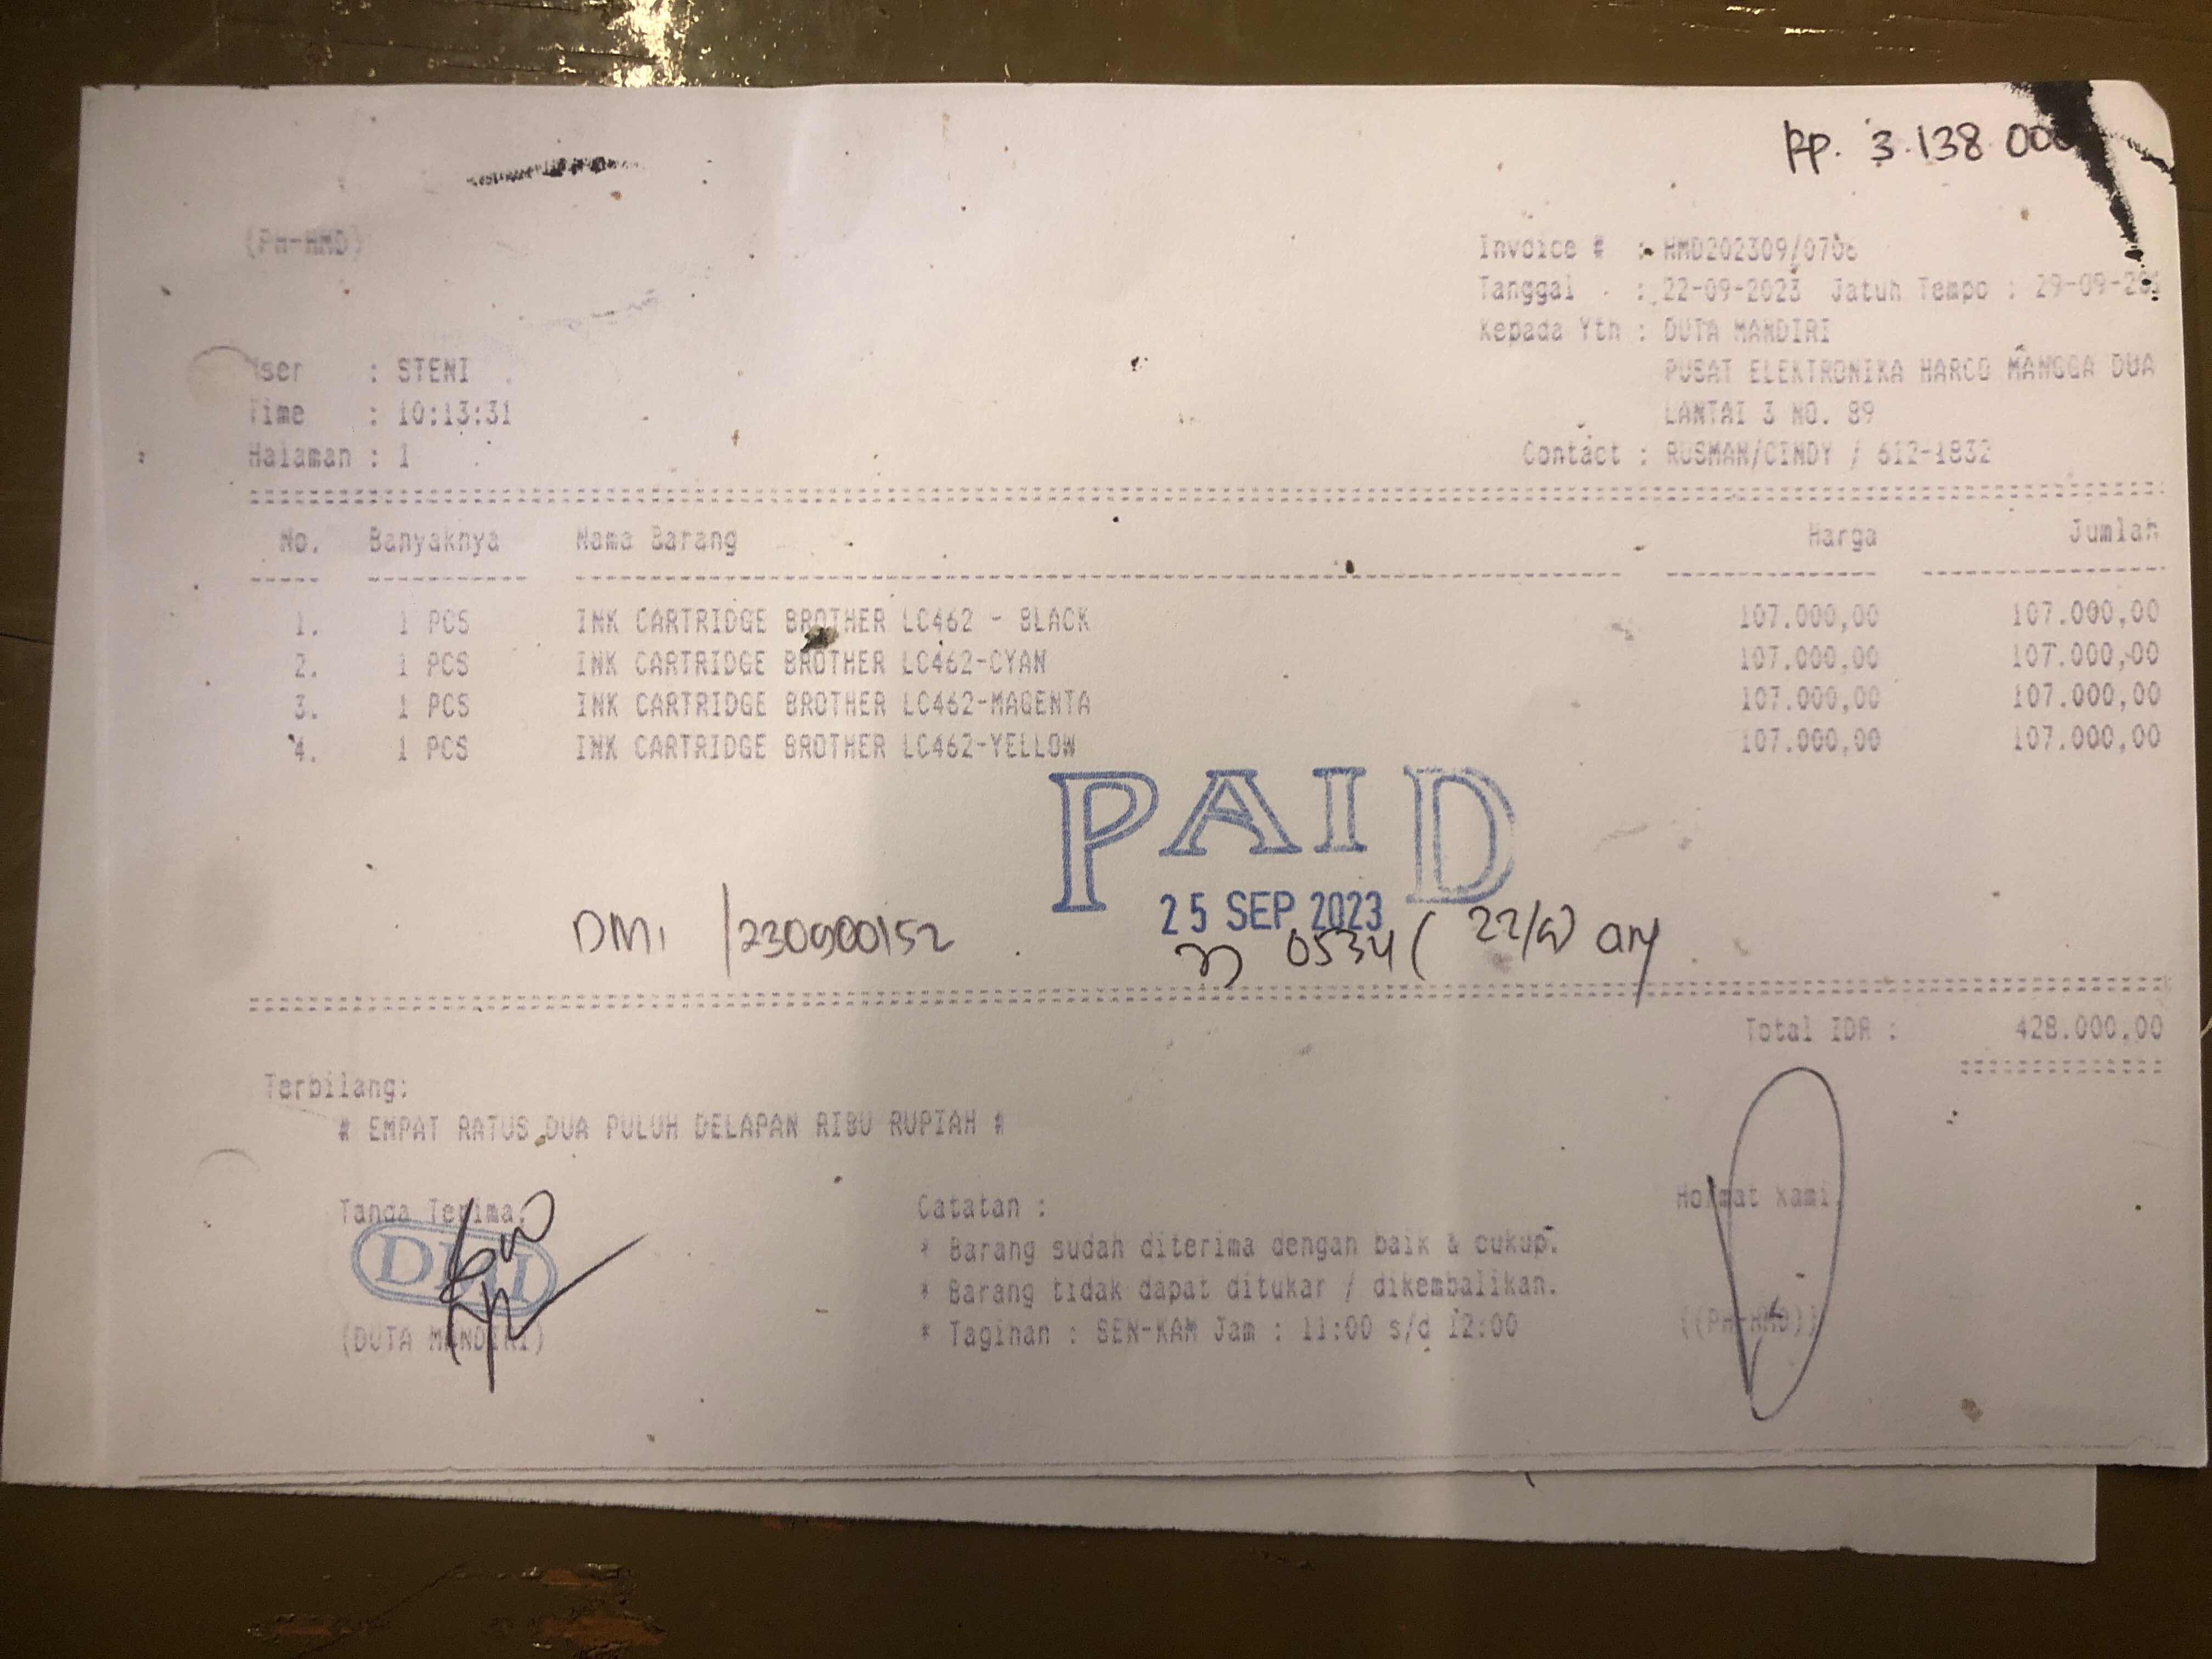 Rp. 3.138 000
(PH-HMD)
Invoice # : HMD202309/0706
Tanggal : 22-09-2023 Jatuh Tempo : 29-09-
Kepada Yth : DUTA MANDIRI
PUSAT ELEKTRONIKA HARCO MANGGA DUA
LANTAI 3 NO. 89
Contact : RUSMAN/CINDY / 612-1832
User : STENI
Time : 10:13:31
Halaman : 1
No. Banyaknya Nama Barang Harga Jumlah
1. 1 PCS INK CARTRIDGE BROTHER LC462 - BLACK 107.000,00 107.000,00
2. 1 PCS INK CARTRIDGE BROTHER LC462-CYAN 107.000,00 107.000,00
3. 1 PCS INK CARTRIDGE BROTHER LC462-MAGENTA 107.000,00 107.000,00
4. 1 PCS INK CARTRIDGE BROTHER LC462-YELLOW 107.000,00 107.000,00
PAID
25 SEP 2023
DMI /230900152
0534 (22/9)
Total IDR : 428.000,00
Terbilang:
# EMPAT RATUS DUA PULUH DELAPAN RIBU RUPIAH #
Tanda Terima,
DMI
(DUTA MANDIRI)
Catatan :
* Barang sudah diterima dengan baik & cukup.
* Barang tidak dapat ditukar / dikembalikan.
* Tagihan : SEN-KAM Jam : 11:00 s/d 12:00
Hormat Kami,
((PH-HMD))